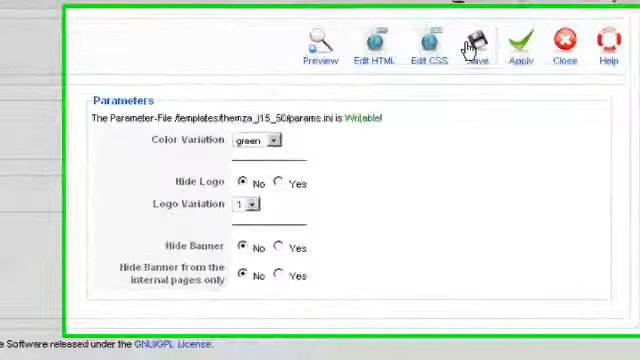 Preview Edit HTML Edit CSS Save Apply Close Help
Parameters
The Parameter-File /templates/themza_j15_50/params.ini is Writable!
Color Variation green
Hide Logo No Yes
Logo Variation 1
Hide Banner No Yes
Hide Banner from the
internal pages only No Yes
e Software released under the GNU/GPL License.